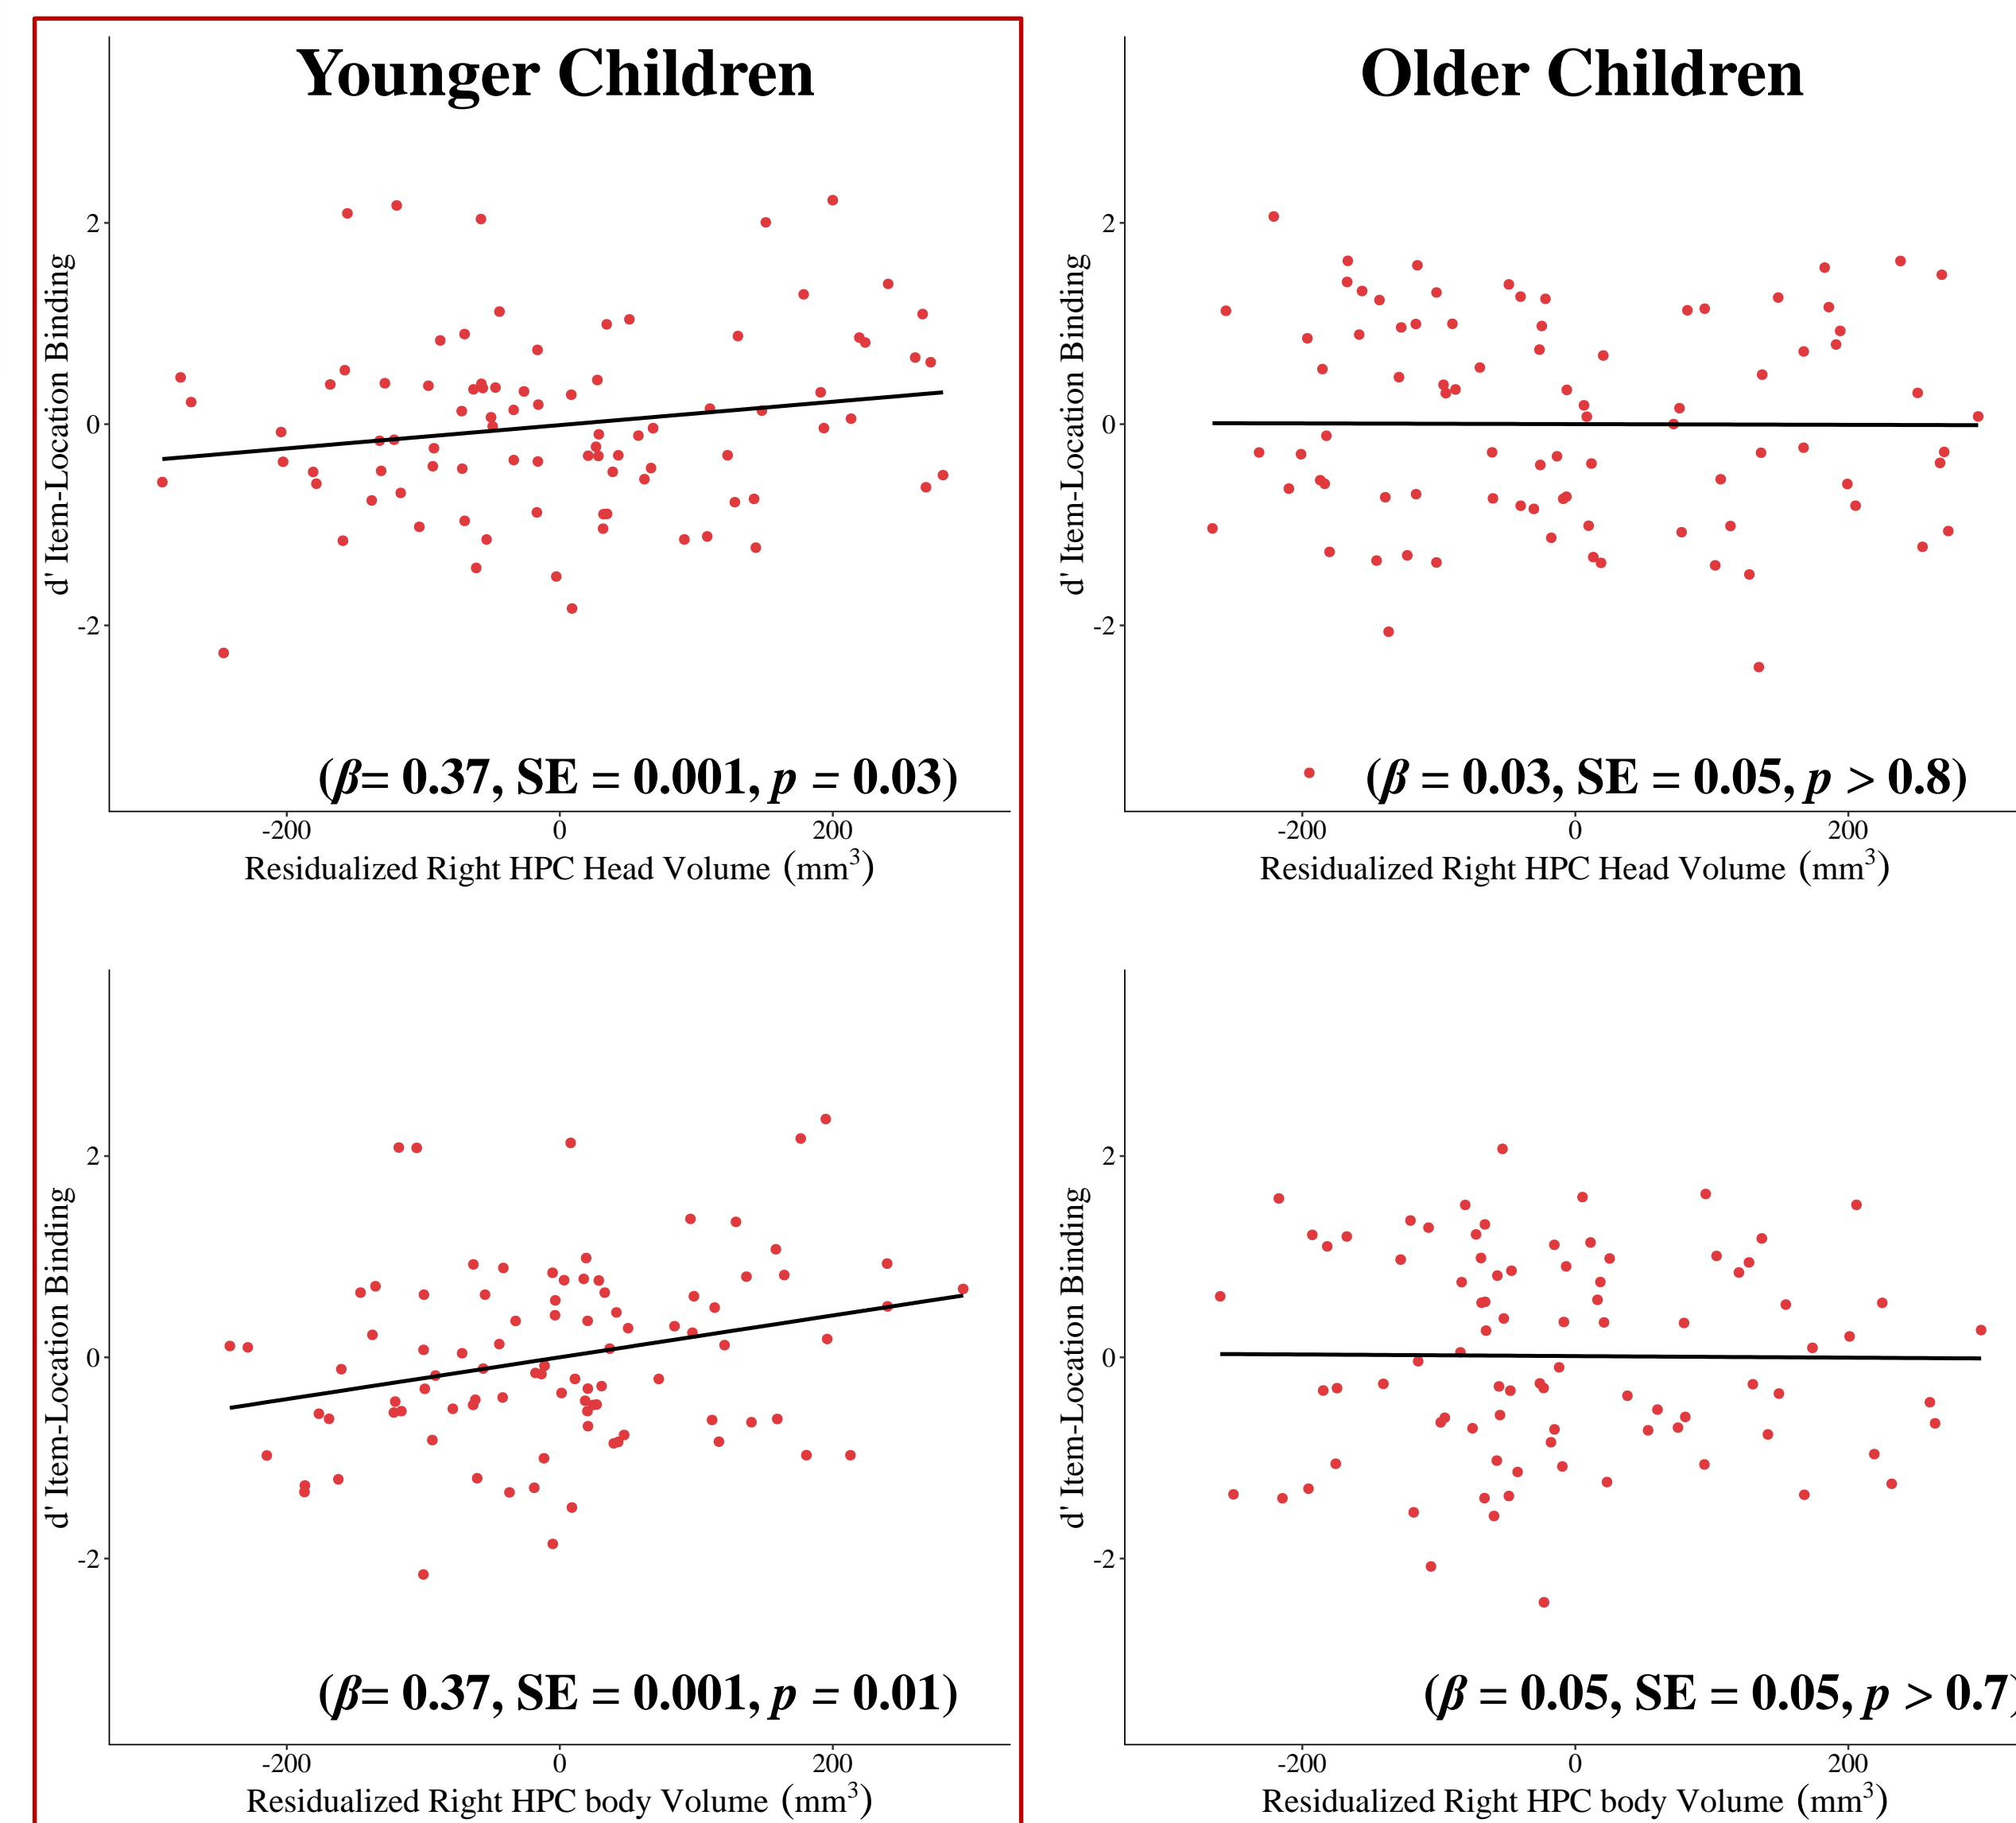 Younger Children
2
0
-2
d' Item-Location Binding
(β= 0.37, SE = 0.001, p = 0.03)
-200 0 200
Residualized Right HPC Head Volume (mm³)
Older Children
2
0
-2
d' Item-Location Binding
(β = 0.03, SE = 0.05, p > 0.8)
-200 0 200
Residualized Right HPC Head Volume (mm³)
2
0
-2
d' Item-Location Binding
(β= 0.37, SE = 0.001, p = 0.01)
-200 0 200
Residualized Right HPC body Volume (mm³)
2
0
-2
d' Item-Location Binding
(β = 0.05, SE = 0.05, p > 0.7)
-200 0 200
Residualized Right HPC body Volume (mm³)